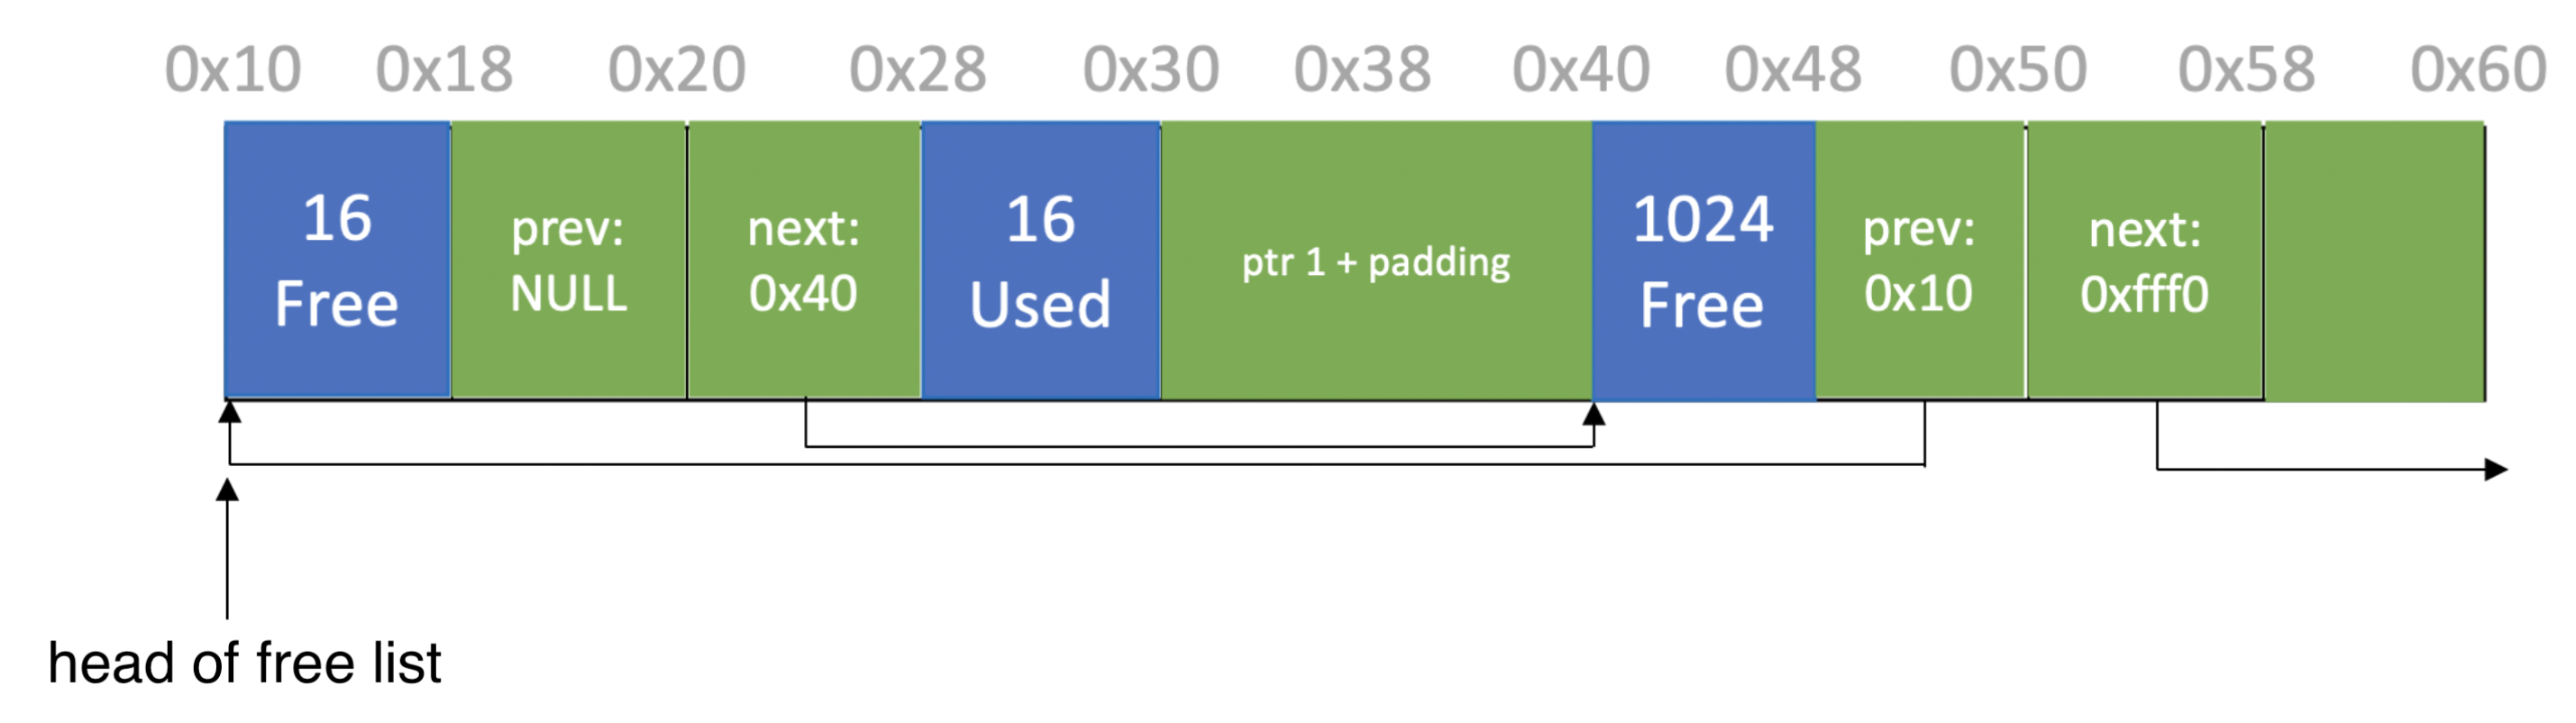 0x10 0x18 0x20 0x28 0x30 0x38 0x40 0x48 0x50 0x58 0x60
16
Free
prev:
NULL
next:
0x40
16
Used
ptr 1 + padding
1024
Free
prev:
0x10
next:
0xfff0
head of free list